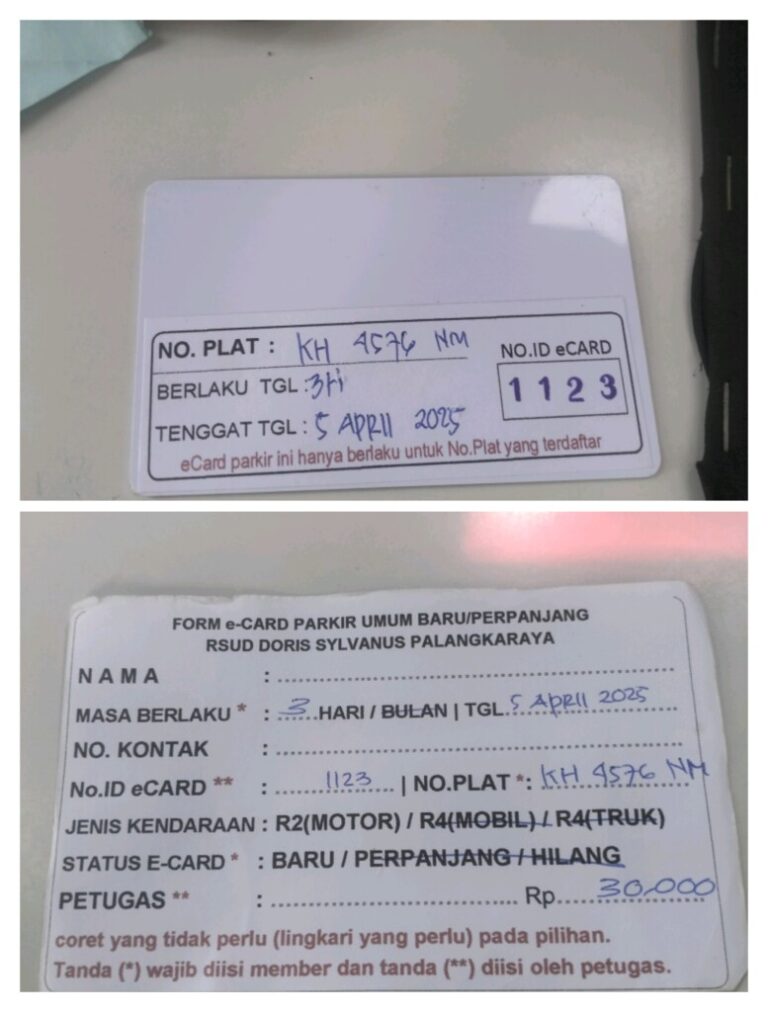 NO. PLAT : KH 4576 NM
NO.ID eCARD
BERLAKU TGL : 3Hi
1123
TENGGAT TGL : 5 APRIL 2025
eCard parkir ini hanya berlaku untuk No.Plat yang terdaftar
FORM e-CARD PARKIR UMUM BARU/PERPANJANG
RSUD DORIS SYLVANUS PALANGKARAYA
NAMA : ....................
MASA BERLAKU * : 3 HARI / BULAN | TGL 5 APRIL 2025
NO. KONTAK : ....................
No.ID eCARD ** : 1123 | NO.PLAT *: KH 4576 NM
JENIS KENDARAAN : R2(MOTOR) / R4(MOBIL) / R4(TRUK)
STATUS E-CARD * : BARU / PERPANJANG / HILANG
PETUGAS ** : .................... Rp 30.000
coret yang tidak perlu (lingkari yang perlu) pada pilihan.
Tanda (*) wajib diisi member dan tanda (**) diisi oleh petugas.